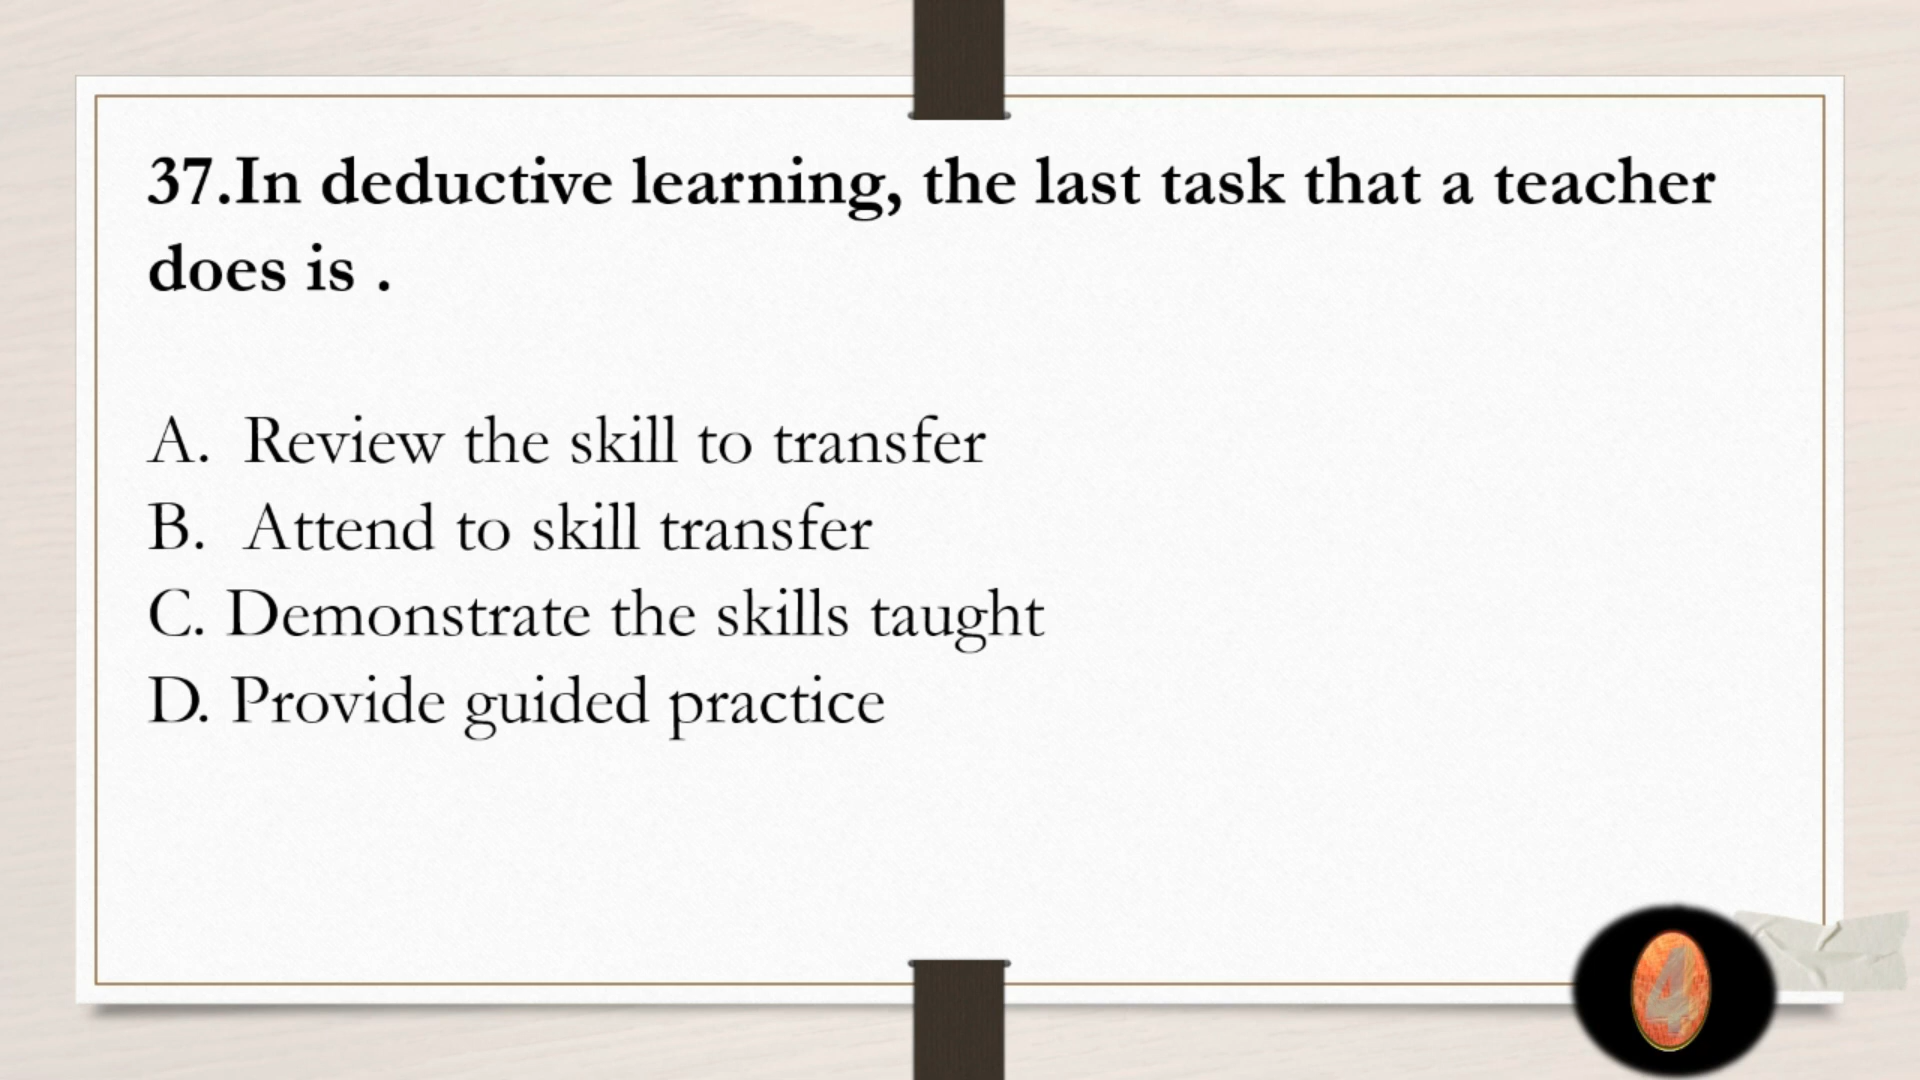 37.In deductive learning, the last task that a teacher
does is .
A. Review the skill to transfer
B. Attend to skill transfer
C. Demonstrate the skills taught
D. Provide guided practice
4